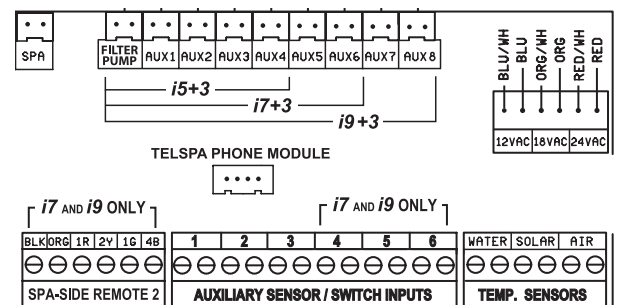 SPA
FILTER PUMP AUX1 AUX2 AUX3 AUX4 AUX5 AUX6 AUX7 AUX8
i5+3
i7+3
i9+3
BLU/WH BLU ORG/WH ORG RED/WH RED
12VAC 18VAC 24VAC
TELSPA PHONE MODULE
i7 AND i9 ONLY
i7 AND i9 ONLY
BLK ORG 1R 2Y 1G 4B
1 2 3 4 5 6
WATER SOLAR AIR
SPA-SIDE REMOTE 2
AUXILIARY SENSOR / SWITCH INPUTS
TEMP. SENSORS